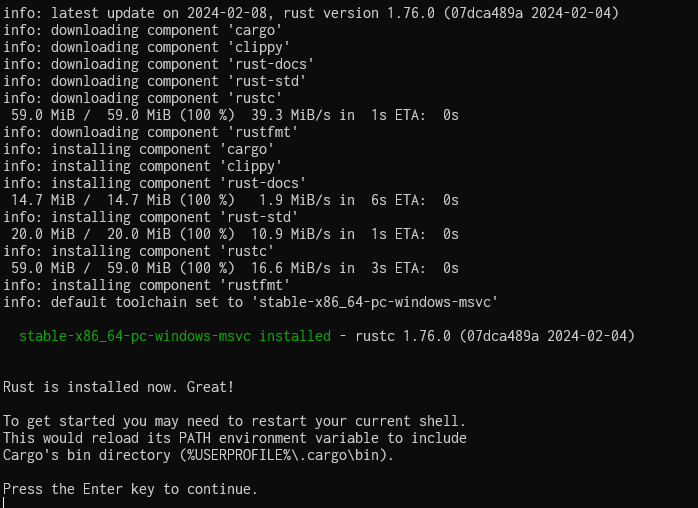 info: latest update on 2024-02-08, rust version 1.76.0 (07dca489a 2024-02-04)
info: downloading component 'cargo'
info: downloading component 'clippy'
info: downloading component 'rust-docs'
info: downloading component 'rust-std'
info: downloading component 'rustc'
 59.0 MiB /  59.0 MiB (100 %)  39.3 MiB/s in  1s ETA:  0s
info: downloading component 'rustfmt'
info: installing component 'cargo'
info: installing component 'clippy'
info: installing component 'rust-docs'
 14.7 MiB /  14.7 MiB (100 %)   1.9 MiB/s in  6s ETA:  0s
info: installing component 'rust-std'
 20.0 MiB /  20.0 MiB (100 %)  10.9 MiB/s in  1s ETA:  0s
info: installing component 'rustc'
 59.0 MiB /  59.0 MiB (100 %)  16.6 MiB/s in  3s ETA:  0s
info: installing component 'rustfmt'
info: default toolchain set to 'stable-x86_64-pc-windows-msvc'
  stable-x86_64-pc-windows-msvc installed - rustc 1.76.0 (07dca489a 2024-02-04)
Rust is installed now. Great!
To get started you may need to restart your current shell.
This would reload its PATH environment variable to include
Cargo's bin directory (%USERPROFILE%\.cargo\bin).
Press the Enter key to continue.